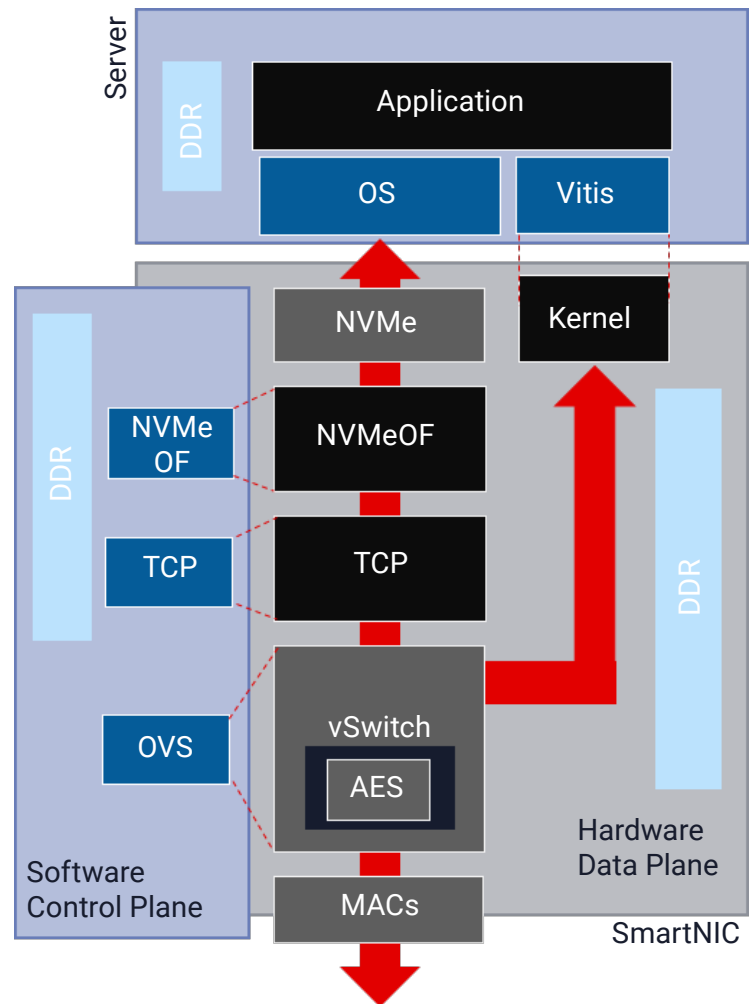 Server
DDR
Application
OS
Vitis
NVMe
Kernel
DDR
NVMe
OF
NVMeOF
TCP
TCP
DDR
OVS
vSwitch
AES
Hardware
Data Plane
Software
Control Plane
MACs
SmartNIC